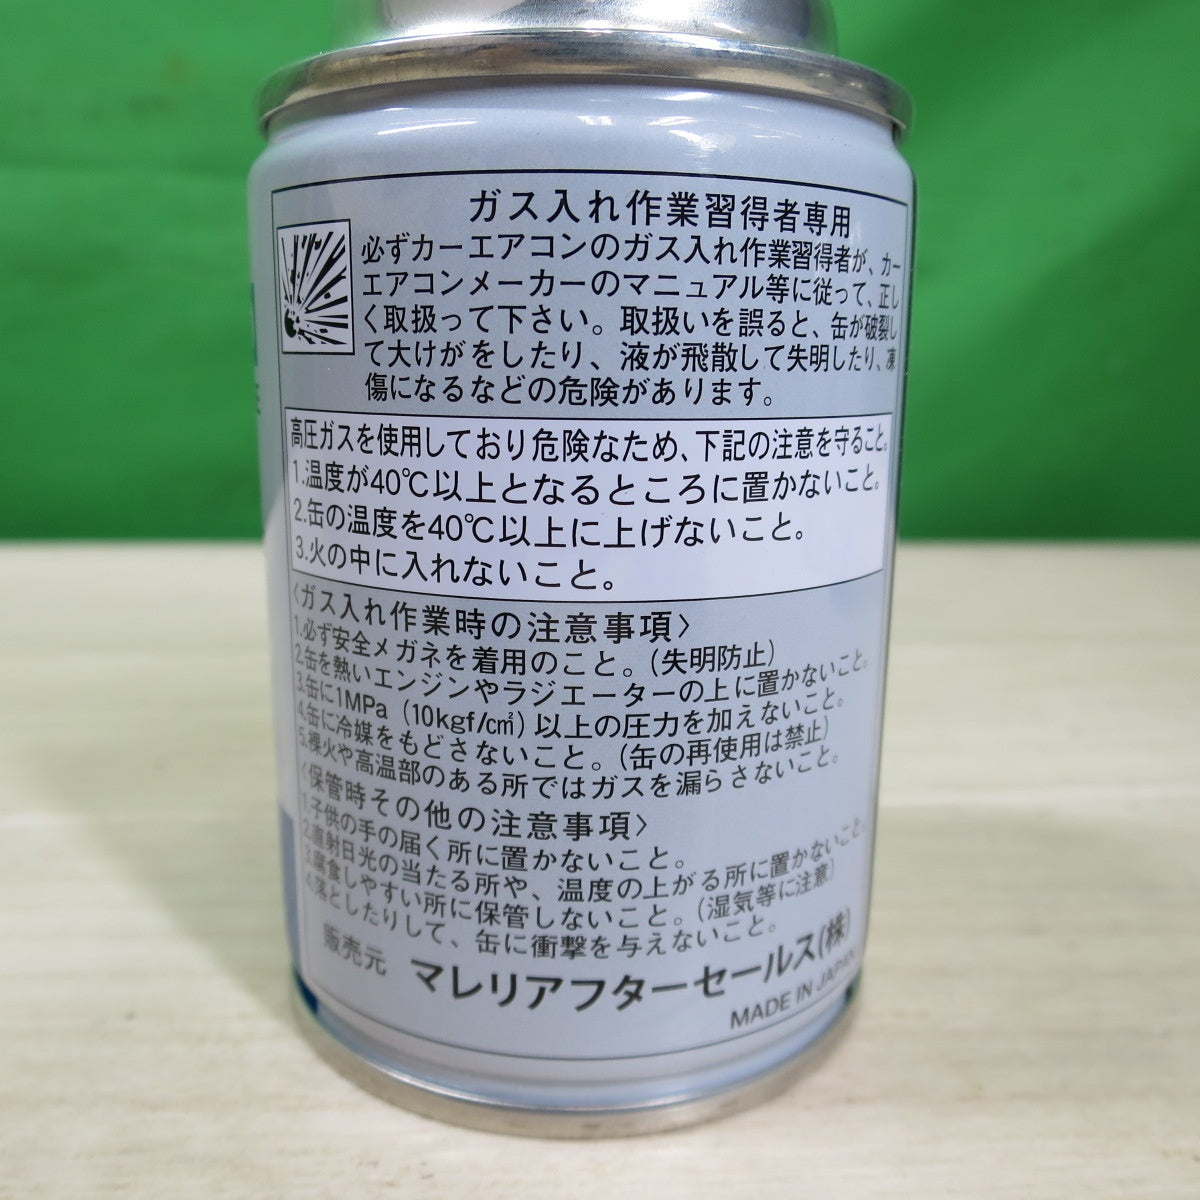 ガス入れ作業習得者専用
必ずカーエアコンのガス入れ作業習得者が、カー
エアコンメーカーのマニュアル等に従って、正し
く取扱って下さい。取扱いを誤ると、缶が破裂し
て大けがをしたり、液が飛散して失明したり、凍
傷になるなどの危険があります。
高圧ガスを使用しており危険なため、下記の注意を守ること。
1.温度が40℃以上となるところに置かないこと。
2.缶の温度を40℃以上に上げないこと。
3.火の中に入れないこと。
〈ガス入れ作業時の注意事項〉
1.必ず安全メガネを着用のこと。(失明防止)
2.缶を熱いエンジンやラジエーターの上に置かないこと。
3.缶に1MPa (10kgf/c㎡)以上の圧力を加えないこと。
4.缶に冷媒をもどさないこと。(缶の再使用は禁止)
5.裸火や高温部のある所ではガスを漏らさないこと。
〈保管時その他の注意事項〉
1.子供の手の届く所に置かないこと。
2.直射日光の当たる所や、温度の上がる所に置かないこと。
3.腐食しやすい所に保管しないこと。(湿気等に注意)
4.落としたりして、缶に衝撃を与えないこと。
販売元 マレリアフターセールス(株)
MADE IN JAPAN